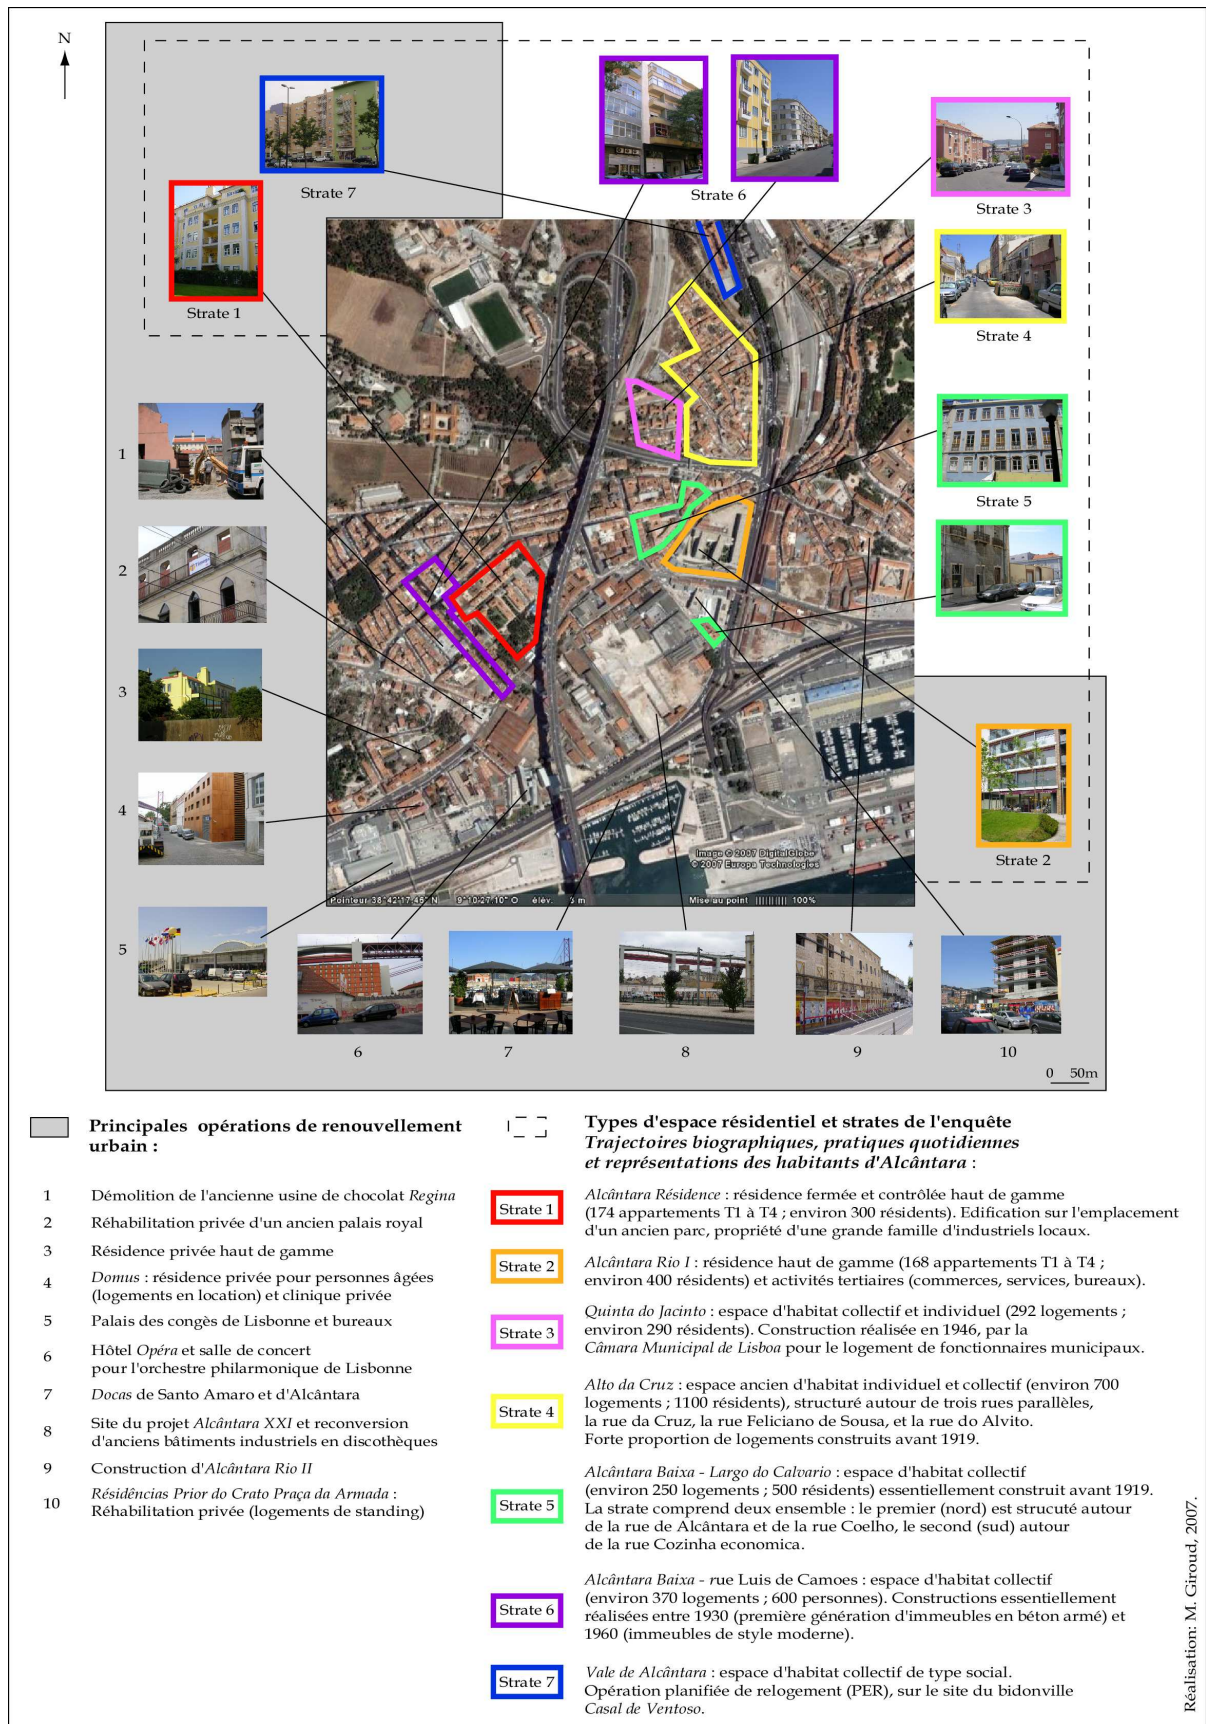 N
Strate 7
Strate 6
Strate 3
Strate 1
Strate 4
1
Strate 5
2
3
4
Strate 2
Image © 2007 DigitalGlobe
© 2007 Europa Technologies
Pointeur 38°42'17.45" N 9°10'27.10" O élév. 6 m Mise au point |||||||||| 100%
5
6 7 8 9 10
0 50m
Principales opérations de renouvellement
urbain :
1 Démolition de l'ancienne usine de chocolat Regina
2 Réhabilitation privée d'un ancien palais royal
3 Résidence privée haut de gamme
4 Domus : résidence privée pour personnes âgées
(logements en location) et clinique privée
5 Palais des congès de Lisbonne et bureaux
6 Hôtel Opéra et salle de concert
pour l'orchestre philarmonique de Lisbonne
7 Docas de Santo Amaro et d'Alcântara
8 Site du projet Alcântara XXI et reconversion
d'anciens bâtiments industriels en discothèques
9 Construction d'Alcântara Rio II
10 Résidências Prior do Crato Praça da Armada :
Réhabilitation privée (logements de standing)
Types d'espace résidentiel et strates de l'enquête
Trajectoires biographiques, pratiques quotidiennes
et représentations des habitants d'Alcântara :
Strate 1
Alcântara Résidence : résidence fermée et contrôlée haut de gamme
(174 appartements T1 à T4 ; environ 300 résidents). Edification sur l'emplacement
d'un ancien parc, propriété d'une grande famille d'industriels locaux.
Strate 2
Alcântara Rio I : résidence haut de gamme (168 appartements T1 à T4 ;
environ 400 résidents) et activités tertiaires (commerces, services, bureaux).
Strate 3
Quinta do Jacinto : espace d'habitat collectif et individuel (292 logements ;
environ 290 résidents). Construction réalisée en 1946, par la
Câmara Municipal de Lisboa pour le logement de fonctionnaires municipaux.
Strate 4
Alto da Cruz : espace ancien d'habitat individuel et collectif (environ 700
logements ; 1100 résidents), structuré autour de trois rues parallèles,
la rue da Cruz, la rue Feliciano de Sousa, et la rue do Alvito.
Forte proportion de logements construits avant 1919.
Strate 5
Alcântara Baixa - Largo do Calvario : espace d'habitat collectif
(environ 250 logements ; 500 résidents) essentiellement construit avant 1919.
La strate comprend deux ensemble : le premier (nord) est strucuté autour
de la rue de Alcântara et de la rue Coelho, le second (sud) autour
de la rue Cozinha economica.
Strate 6
Alcântara Baixa - rue Luis de Camoes : espace d'habitat collectif
(environ 370 logements ; 600 personnes). Constructions essentiellement
réalisées entre 1930 (première génération d'immeubles en béton armé) et
1960 (immeubles de style moderne).
Strate 7
Vale de Alcântara : espace d'habitat collectif de type social.
Opération planifiée de relogement (PER), sur le site du bidonville
Casal de Ventoso.
Réalisation: M. Giroud, 2007.